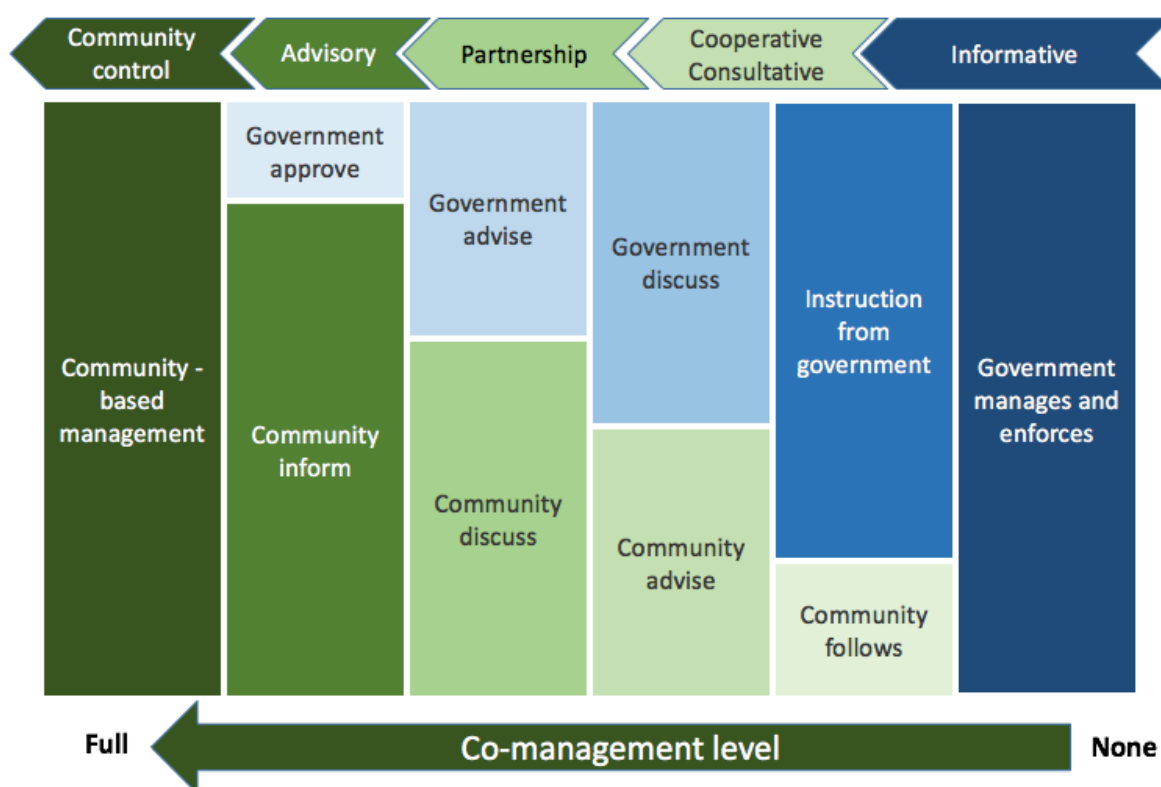 Community
control
Advisory
Partnership
Cooperative
Consultative
Informative
Community -
based
management
Government
approve
Community
inform
Government
advise
Community
discuss
Government
discuss
Community
advise
Instruction
from
government
Community
follows
Government
manages and
enforces
Full
Co-management level
None